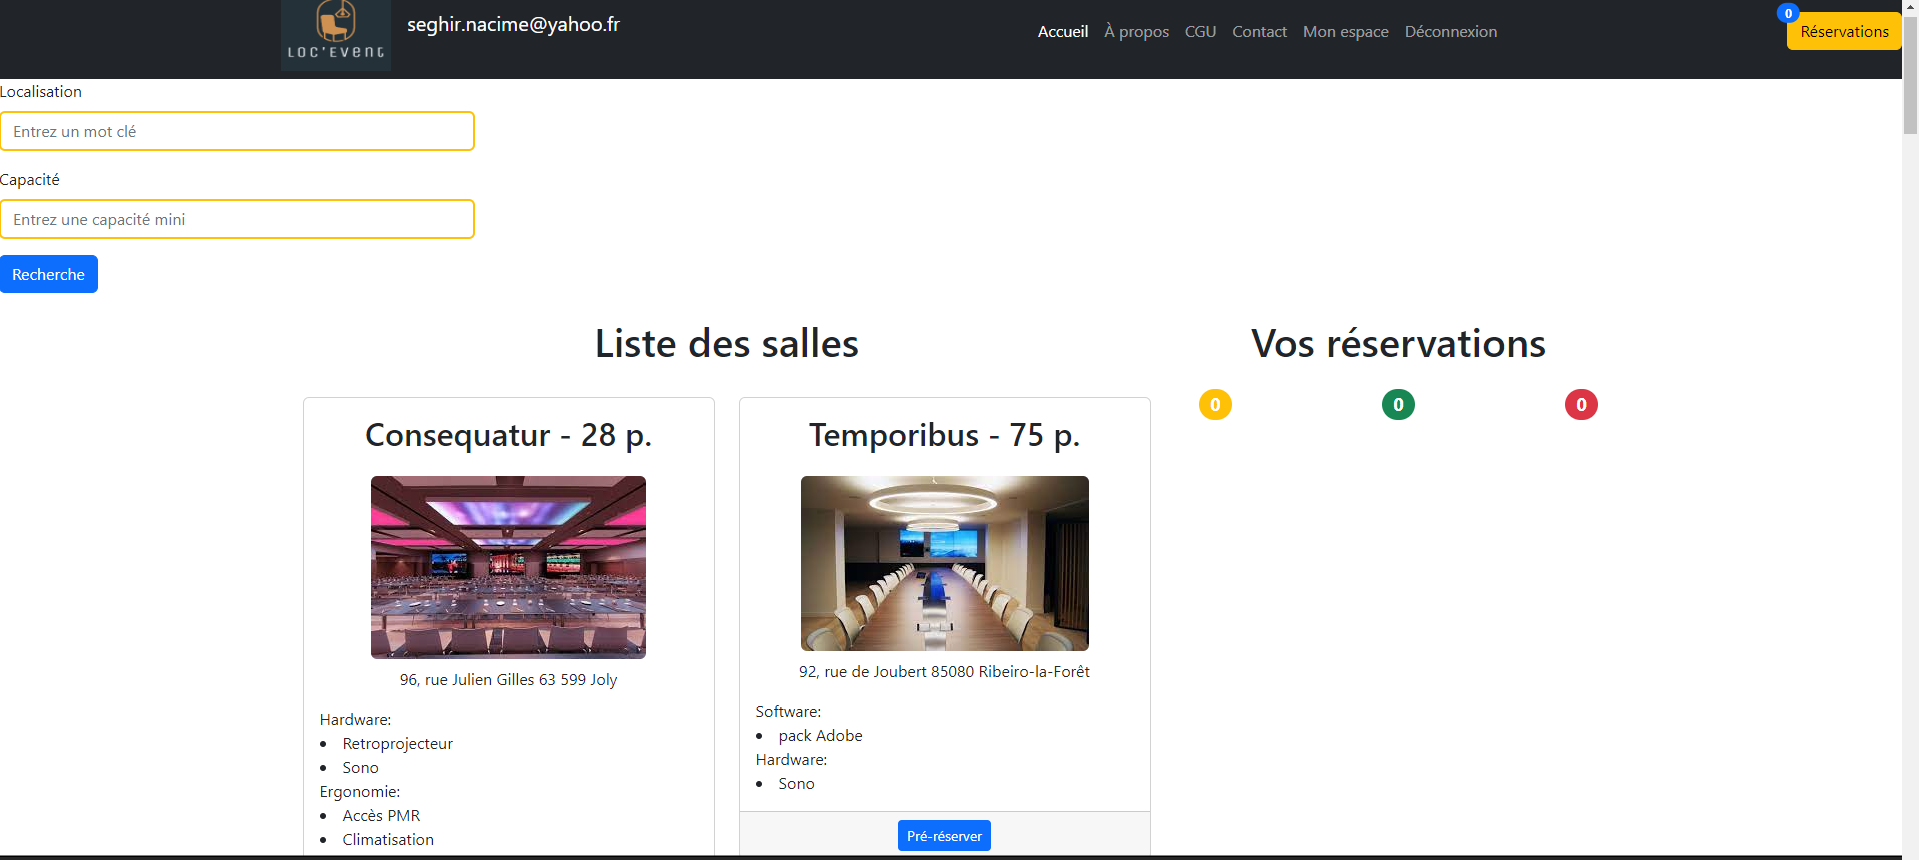 LOC'EVENT
seghir.nacime@yahoo.fr
Accueil À propos CGU Contact Mon espace Déconnexion
0
Réservations
Localisation
Entrez un mot clé
Capacité
Entrez une capacité mini
Recherche
Liste des salles
Vos réservations
0 0 0
Consequatur - 28 p.
96, rue Julien Gilles 63 599 Joly
Hardware:
• Retroprojecteur
• Sono
Ergonomie:
• Accès PMR
• Climatisation
Temporibus - 75 p.
92, rue de Joubert 85080 Ribeiro-la-Forêt
Software:
• pack Adobe
Hardware:
• Sono
Pré-réserver